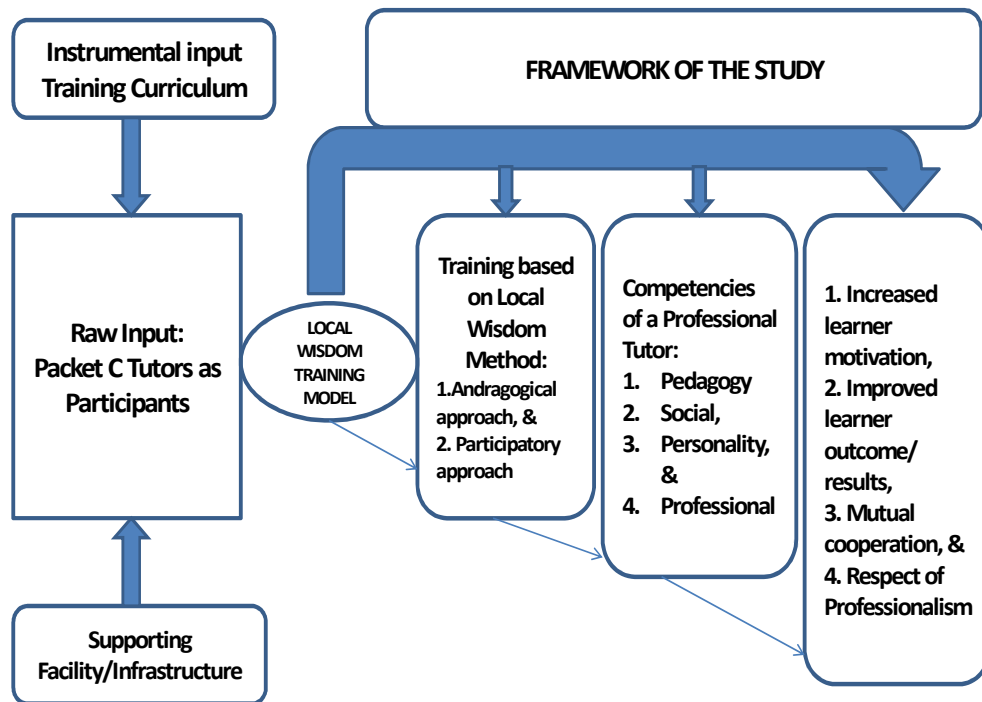 Instrumental input
Training Curriculum
FRAMEWORK OF THE STUDY
Raw Input:
Packet C Tutors as
Participants
LOCAL
WISDOM
TRAINING
MODEL
Training based
on Local
Wisdom
Method:
1.Andragogical
approach, &
2. Participatory
approach
Competencies
of a Professional
Tutor:
1. Pedagogy
2. Social,
3. Personality,
&
4. Professional
1. Increased
learner
motivation,
2. Improved
learner
outcome/
results,
3. Mutual
cooperation, &
4. Respect of
Professionalism
Supporting
Facility/Infrastructure